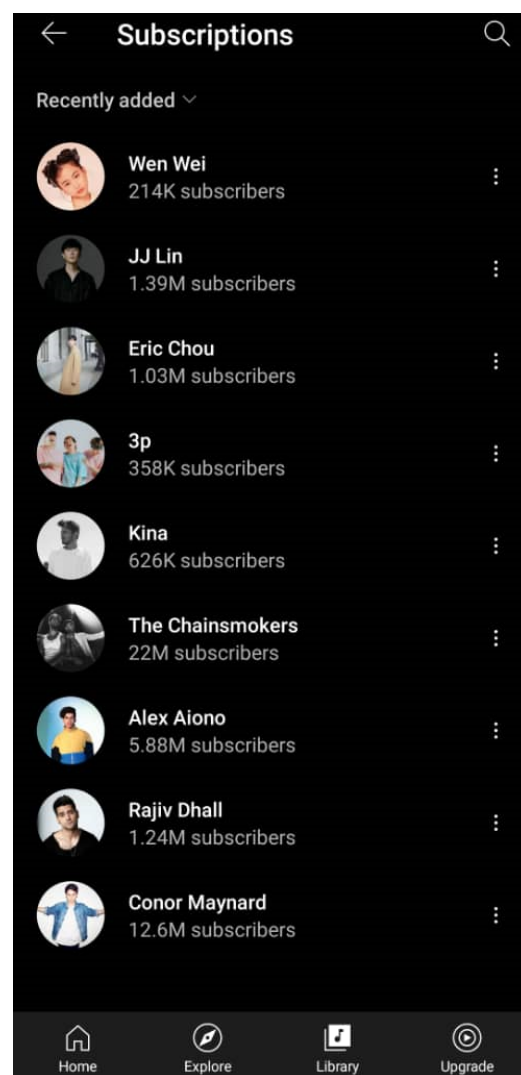 Subscriptions
Recently added
Wen Wei
214K subscribers
JJ Lin
1.39M subscribers
Eric Chou
1.03M subscribers
3p
358K subscribers
Kina
626K subscribers
The Chainsmokers
22M subscribers
Alex Aiono
5.88M subscribers
Rajiv Dhall
1.24M subscribers
Conor Maynard
12.6M subscribers
Home Explore Library Upgrade